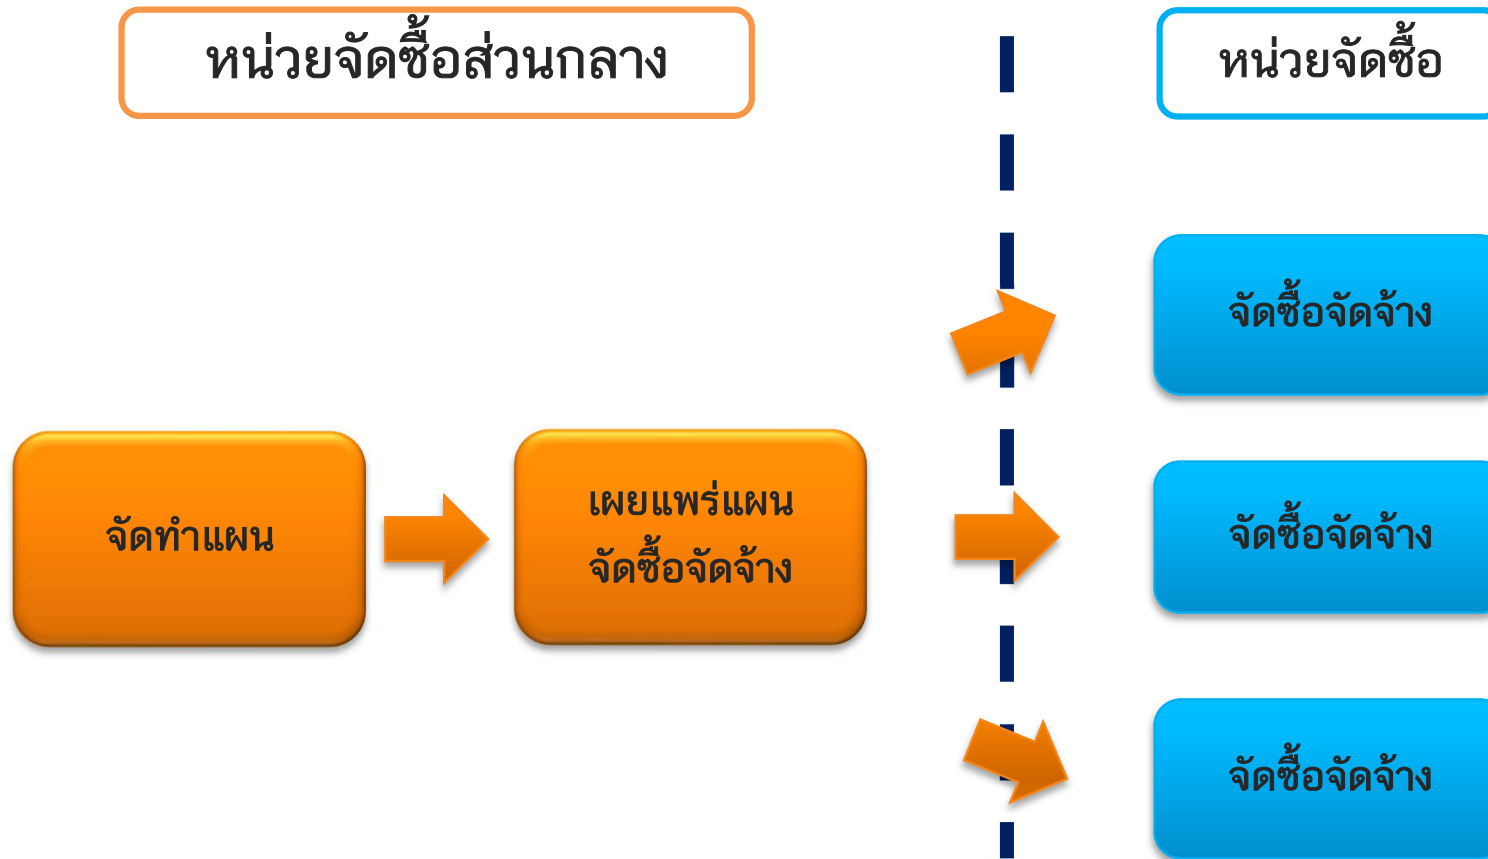 หน่วยจัดซื้อส่วนกลาง
หน่วยจัดซื้อ
จัดทำแผน
เผยแพร่แผน
จัดซื้อจัดจ้าง
จัดซื้อจัดจ้าง
จัดซื้อจัดจ้าง
จัดซื้อจัดจ้าง